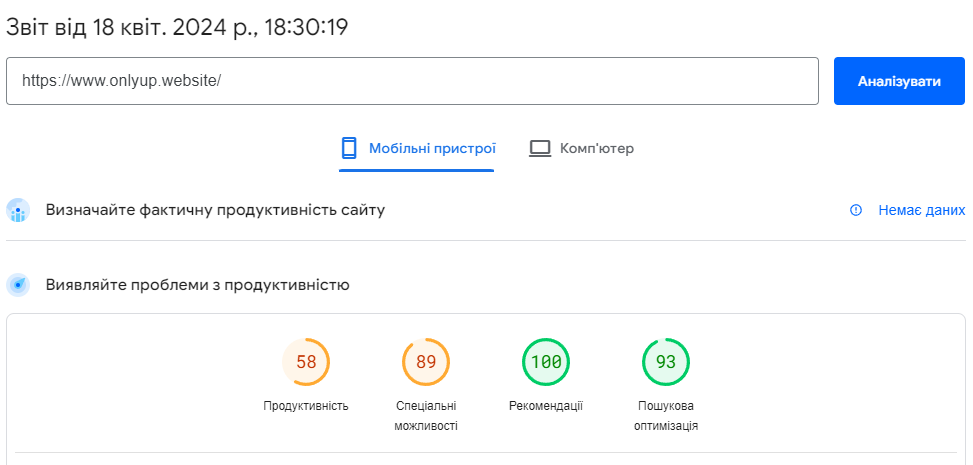 Звіт від 18 квіт. 2024 р., 18:30:19
https://www.onlyup.website/
Аналізувати
Мобільні пристрої
Комп'ютер
Визначайте фактичну продуктивність сайту
Немає даних
Виявляйте проблеми з продуктивністю
58
89
100
93
Продуктивність
Спеціальні
можливості
Рекомендації
Пошукова
оптимізація